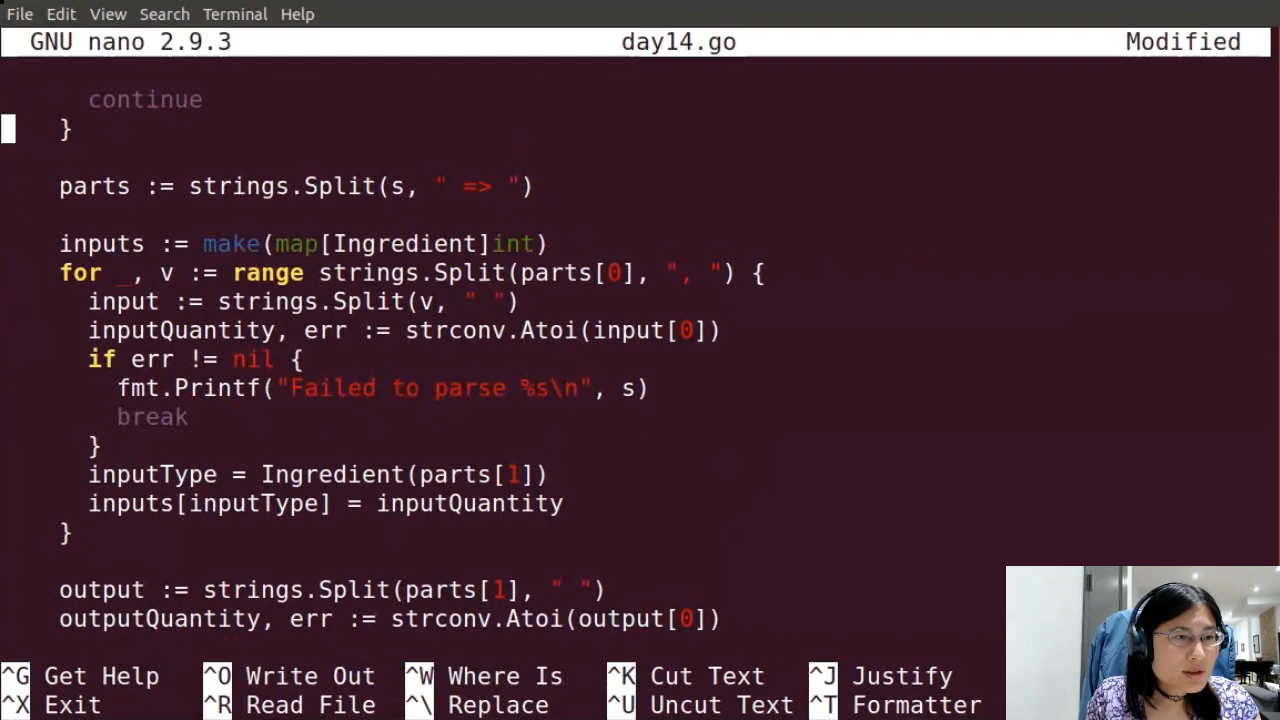 File Edit View Search Terminal Help
GNU nano 2.9.3 day14.go Modified
continue
}
parts := strings.Split(s, " => ")
inputs := make(map[Ingredient]int)
for _, v := range strings.Split(parts[0], ", ") {
input := strings.Split(v, " ")
inputQuantity, err := strconv.Atoi(input[0])
if err != nil {
fmt.Printf("Failed to parse %s\n", s)
break
}
inputType = Ingredient(parts[1])
inputs[inputType] = inputQuantity
}
output := strings.Split(parts[1], " ")
outputQuantity, err := strconv.Atoi(output[0])
^G Get Help ^O Write Out ^W Where Is ^K Cut Text ^J Justify
^X Exit ^R Read File ^\ Replace ^U Uncut Text ^T Formatter